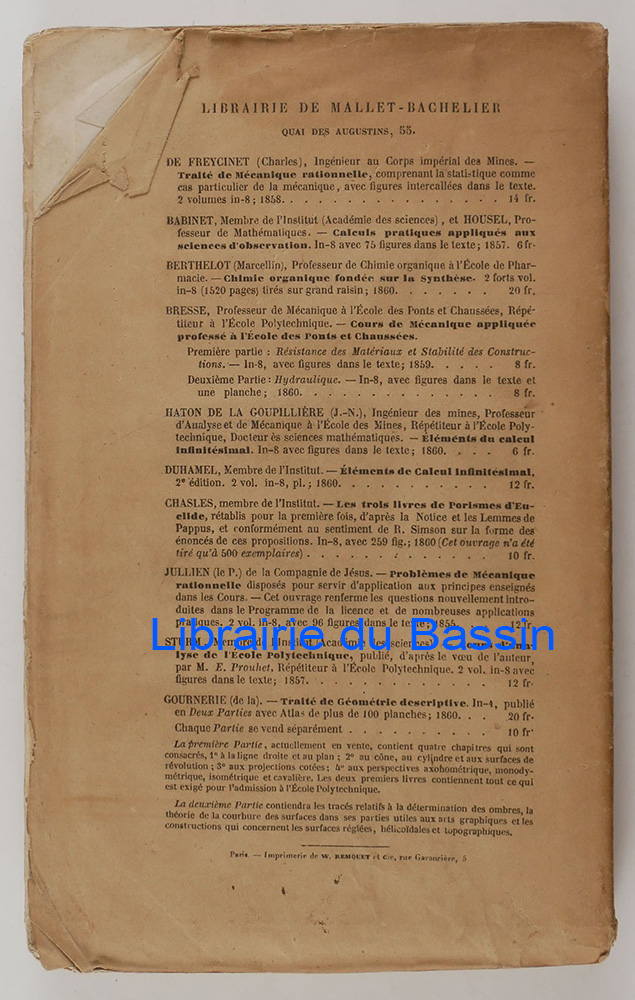 LIBRAIRIE DE MALLET-BACHELIER
QUAI DES AUGUSTINS, 55.
DE FREYCINET (Charles), Ingénieur au Corps impérial des Mines. —
Traité de Mécanique rationnelle, comprenant la statistique comme
cas particulier de la mécanique, avec figures intercallées dans le texte.
2 volumes in-8; 1858. . . . . . . . . . . . . . . . 14 fr.
BABINET, Membre de l'Institut (Académie des sciences), et HOUSEL, Pro-
fesseur de Mathématiques. — Calculs pratiques appliqués aux
sciences d'observation. In-8 avec 75 figures dans le texte; 1857. 6 fr.
BERTHELOT (Marcellin), Professeur de Chimie organique à l'École de Phar-
macie. — Chimie organique fondée sur la Synthèse. 2 forts vol.
in-8 (1520 pages) tirés sur grand raisin; 1860. . . . . . . 20 fr.
BRESSE, Professeur de Mécanique à l'École des Ponts et Chaussées, Répé-
titeur à l'École Polytechnique. — Cours de Mécanique appliquée
professé à l'École des Ponts et Chaussées.
Première partie : Résistance des Matériaux et Stabilité des Construc-
tions. — In-8, avec figures dans le texte; 1859. . . . . 8 fr.
Deuxième Partie : Hydraulique. — In-8, avec figures dans le texte et
une planche; 1860. . . . . . . . . . . . . . 8 fr.
HATON DE LA GOUPILLIÈRE (J.-N.), Ingénieur des mines, Professeur
d'Analyse et de Mécanique à l'École des Mines, Répétiteur à l'École Poly-
technique, Docteur ès sciences mathématiques. — Éléments du calcul
infinitésimal. In-8 avec figures dans le texte; 1860. . . . 6 fr.
DUHAMEL, Membre de l'Institut. — Éléments de Calcul infinitésimal,
2e édition. 2 vol. in-8, pl.; 1860. . . . . . . . . . . 12 fr.
CHASLES, membre de l'Institut. — Les trois livres de Porismes d'Eu-
clide, rétablis pour la première fois, d'après la Notice et les Lemmes de
Pappus, et conformément au sentiment de R. Simson sur la forme des
énoncés de ces propositions. In-8, avec 259 fig.; 1860 (Cet ouvrage n'a été
tiré qu'à 500 exemplaires) . . . . . . . . . . . . . 10 fr.
JULLIEN (le P.) de la Compagnie de Jésus. — Problèmes de Mécanique
rationnelle disposés pour servir d'application aux principes enseignés
dans les Cours. — Cet ouvrage renferme les questions nouvellement intro-
duites dans le Programme de la licence et de nombreuses applications
pratiques. 2 vol. in-8, avec 96 figures dans le texte; 1855. . 12 fr.
Librairie du Bassin
STURM, Membre de l'Institut (Académie des sciences).
lyse de l'École Polytechnique, publié, d'après le vœu de l'auteur,
par M. E. Prouhet, Répétiteur à l'École Polytechnique. 2 vol. in-8 avec
figures dans le texte; 1857. . . . . . . . . . . . . 12 fr.
GOURNERIE (de la). — Traité de Géométrie descriptive. In-4, publié
en Deux Parties avec Atlas de plus de 100 planches; 1860. . . 20 fr.
Chaque Partie se vend séparément . . . . . . . . . . 10 fr.
La première Partie, actuellement en vente, contient quatre chapitres qui sont
consacrés, 1° à la ligne droite et au plan ; 2° au cône, au cylindre et aux surfaces de
révolution ; 3° aux projections cotées; 4° aux perspectives axohométrique, monody-
métrique, isométrique et cavalière. Les deux premiers livres contiennent tout ce qui
est exigé pour l'admission à l'École Polytechnique.
La deuxième Partie contiendra les tracés relatifs à la détermination des ombres, la
théorie de la courbure des surfaces dans ses parties utiles aux arts graphiques et les
constructions qui concernent les surfaces réglées, hélicoïdales et topographiques.
Paris. — Imprimerie de W. REMQUET et Cie, rue Garancière, 5